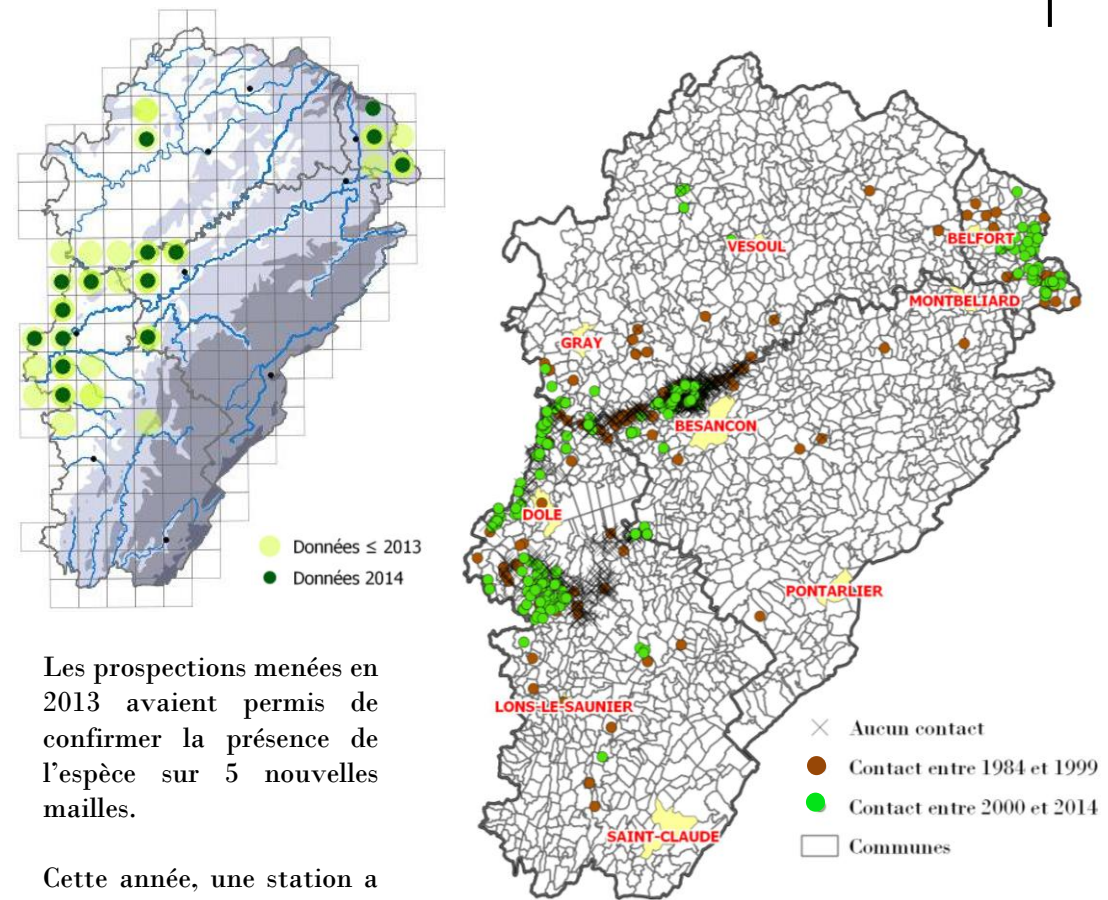 Données ≤ 2013
Données 2014
Les prospections menées en
2013 avaient permis de
confirmer la présence de
l'espèce sur 5 nouvelles
mailles.
Cette année, une station a
VESOUL
BELFORT
MONTBELIARD
GRAY
BESANCON
DOLE
PONTARLIER
LONS-LE-SAUNIER
SAINT-CLAUDE
Aucun contact
Contact entre 1984 et 1999
Contact entre 2000 et 2014
Communes